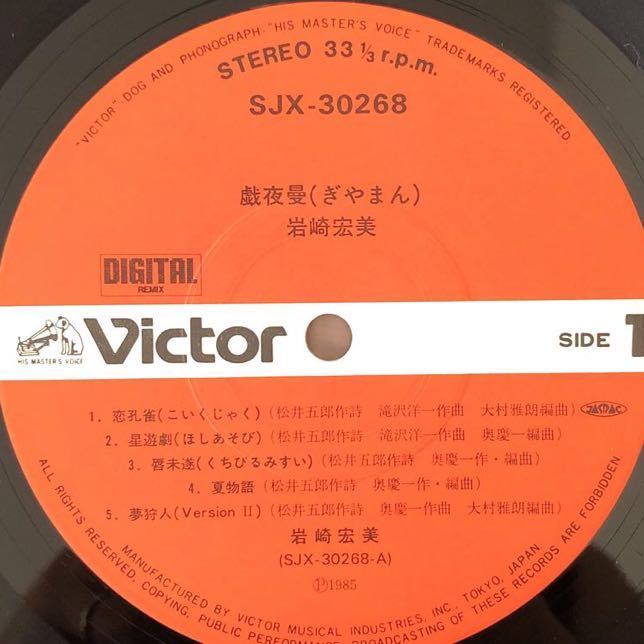 "VICTOR"·DOG AND PHONOGRAPH·"HIS MASTER'S VOICE" TRADEMARKS REGISTERED
STEREO 33 1/3 r.p.m.
SJX-30268
戯夜曼(ぎやまん)
岩崎宏美
DIGITAL
REMIX
HIS MASTER'S VOICE
Victor
SIDE 1
1. 恋孔雀(こいくじゃく)(松井五郎作詩 滝沢洋一作曲 大村雅朗編曲)
JASRAC
2. 星遊劇(ほしあそび)(松井五郎作詩 滝沢洋一作曲 奥慶一編曲)
3. 唇未遂(くちびるみすい)(松井五郎作詩 奥慶一作・編曲)
4. 夏物語(松井五郎作詩 奥慶一作・編曲)
5. 夢狩人(Version II)(松井五郎作詩 奥慶一作曲 大村雅朗編曲)
岩崎宏美
(SJX-30268-A)
Ⓟ1985
MANUFACTURED BY VICTOR MUSICAL INDUSTRIES, INC., TOKYO, JAPAN
ALL RIGHTS RESERVED, COPYING, PUBLIC PERFORMANCE, BROADCASTING OF THESE RECORDS ARE FORBIDDEN